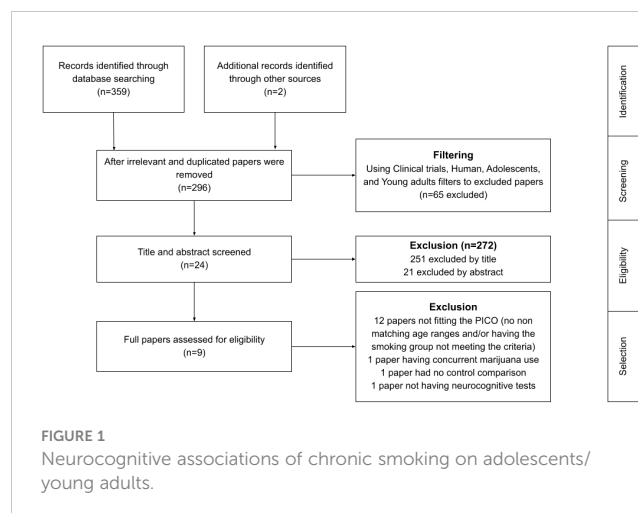 Records identified through
database searching
(n=359)
Additional records identified
through other sources
(n=2)
Identification
After irrelevant and duplicated papers were
removed
(n=296)
Filtering
Using Clinical trials, Human, Adolescents,
and Young adults filters to excluded papers
(n=65 excluded)
Screening
Title and abstract screened
(n=24)
Exclusion (n=272)
251 excluded by title
21 excluded by abstract
Eligibility
Full papers assessed for eligibility
(n=9)
Exclusion
12 papers not fitting the PICO (no non
matching age ranges and/or having the
smoking group not meeting the criteria)
1 paper having concurrent marijuana use
1 paper had no control comparison
1 paper not having neurocognitive tests
Selection
FIGURE 1
Neurocognitive associations of chronic smoking on adolescents/
young adults.